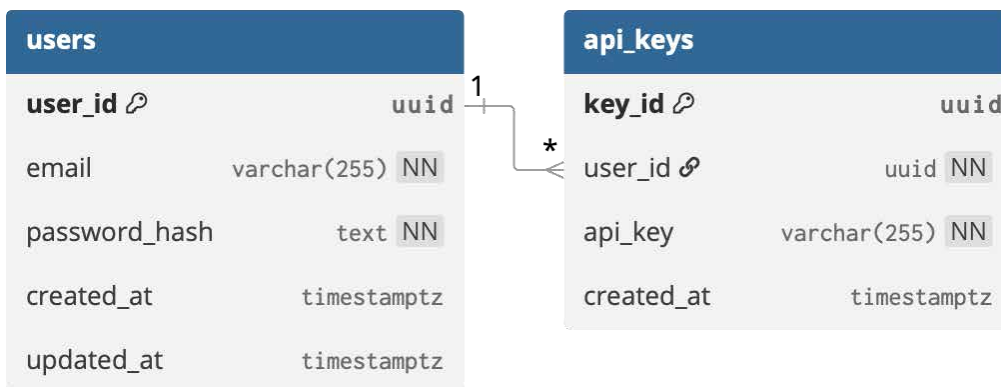 users
user_id uuid
email varchar(255) NN
password_hash text NN
created_at timestamptz
updated_at timestamptz
1
*
api_keys
key_id uuid
user_id uuid NN
api_key varchar(255) NN
created_at timestamptz